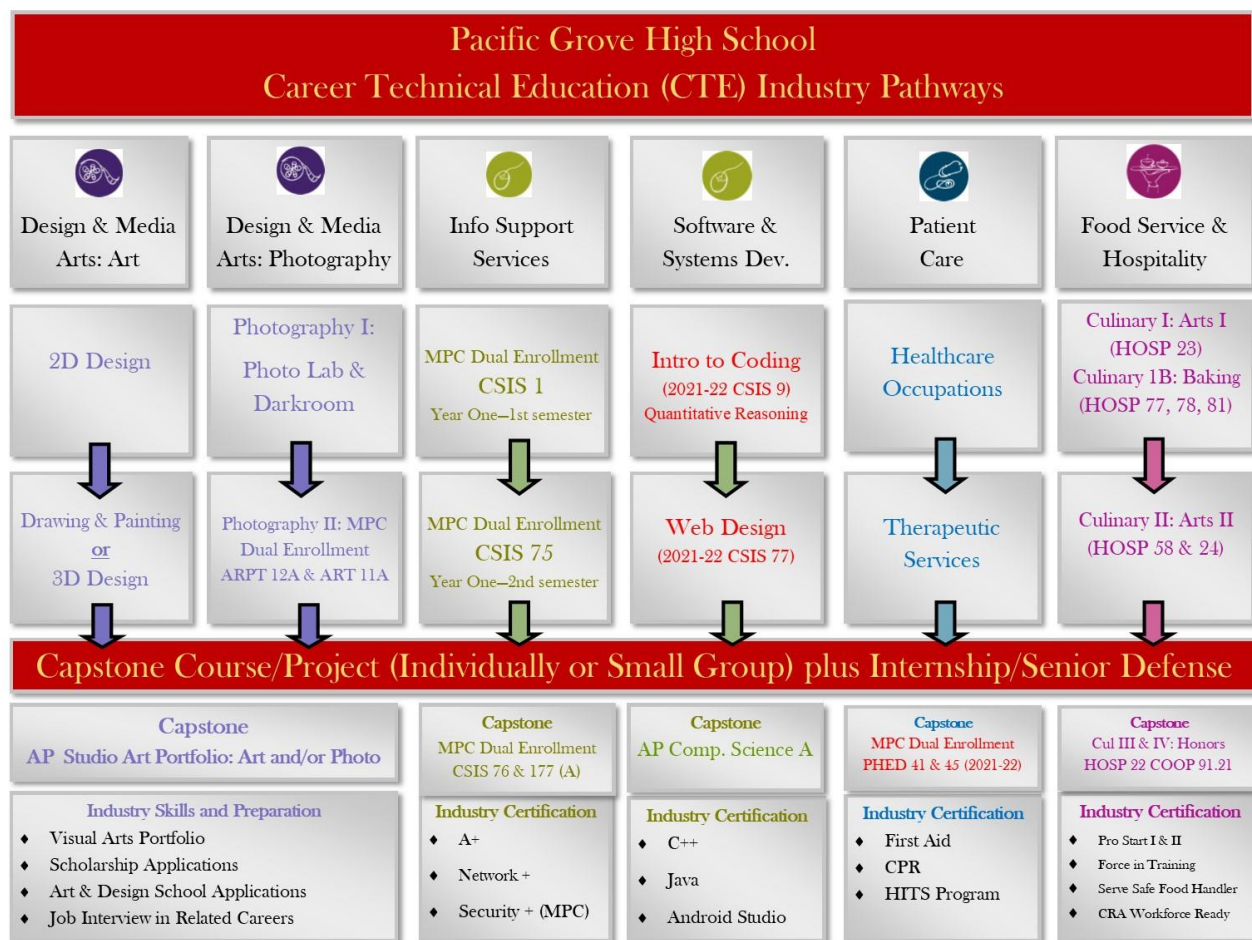 Pacific Grove High School
Career Technical Education (CTE) Industry Pathways
Design & Media
Arts: Art
Design & Media
Arts: Photography
Info Support
Services
Software &
Systems Dev.
Patient
Care
Food Service &
Hospitality
2D Design
Photography I:
Photo Lab &
Darkroom
MPC Dual Enrollment
CSIS 1
Year One—1st semester
Intro to Coding
(2021-22 CSIS 9)
Quantitative Reasoning
Healthcare
Occupations
Culinary I: Arts I
(HOSP 23)
Culinary 1B: Baking
(HOSP 77, 78, 81)
Drawing & Painting
or
3D Design
Photography II: MPC
Dual Enrollment
ARPT 12A & ART 11A
MPC Dual Enrollment
CSIS 75
Year One—2nd semester
Web Design
(2021-22 CSIS 77)
Therapeutic
Services
Culinary II: Arts II
(HOSP 58 & 24)
Capstone Course/Project (Individually or Small Group) plus Internship/Senior Defense
Capstone
AP Studio Art Portfolio: Art and/or Photo
Capstone
MPC Dual Enrollment
CSIS 76 & 177 (A)
Capstone
AP Comp. Science A
Capstone
MPC Dual Enrollment
PHED 41 & 45 (2021-22)
Capstone
Cul III & IV: Honors
HOSP 22 COOP 91.21
Industry Skills and Preparation
♦ Visual Arts Portfolio
♦ Scholarship Applications
♦ Art & Design School Applications
♦ Job Interview in Related Careers
Industry Certification
♦ A+
♦ Network +
♦ Security + (MPC)
Industry Certification
♦ C++
♦ Java
♦ Android Studio
Industry Certification
♦ First Aid
♦ CPR
♦ HITS Program
Industry Certification
♦ Pro Start I & II
♦ Force in Training
♦ Serve Safe Food Handler
♦ CRA Workforce Ready